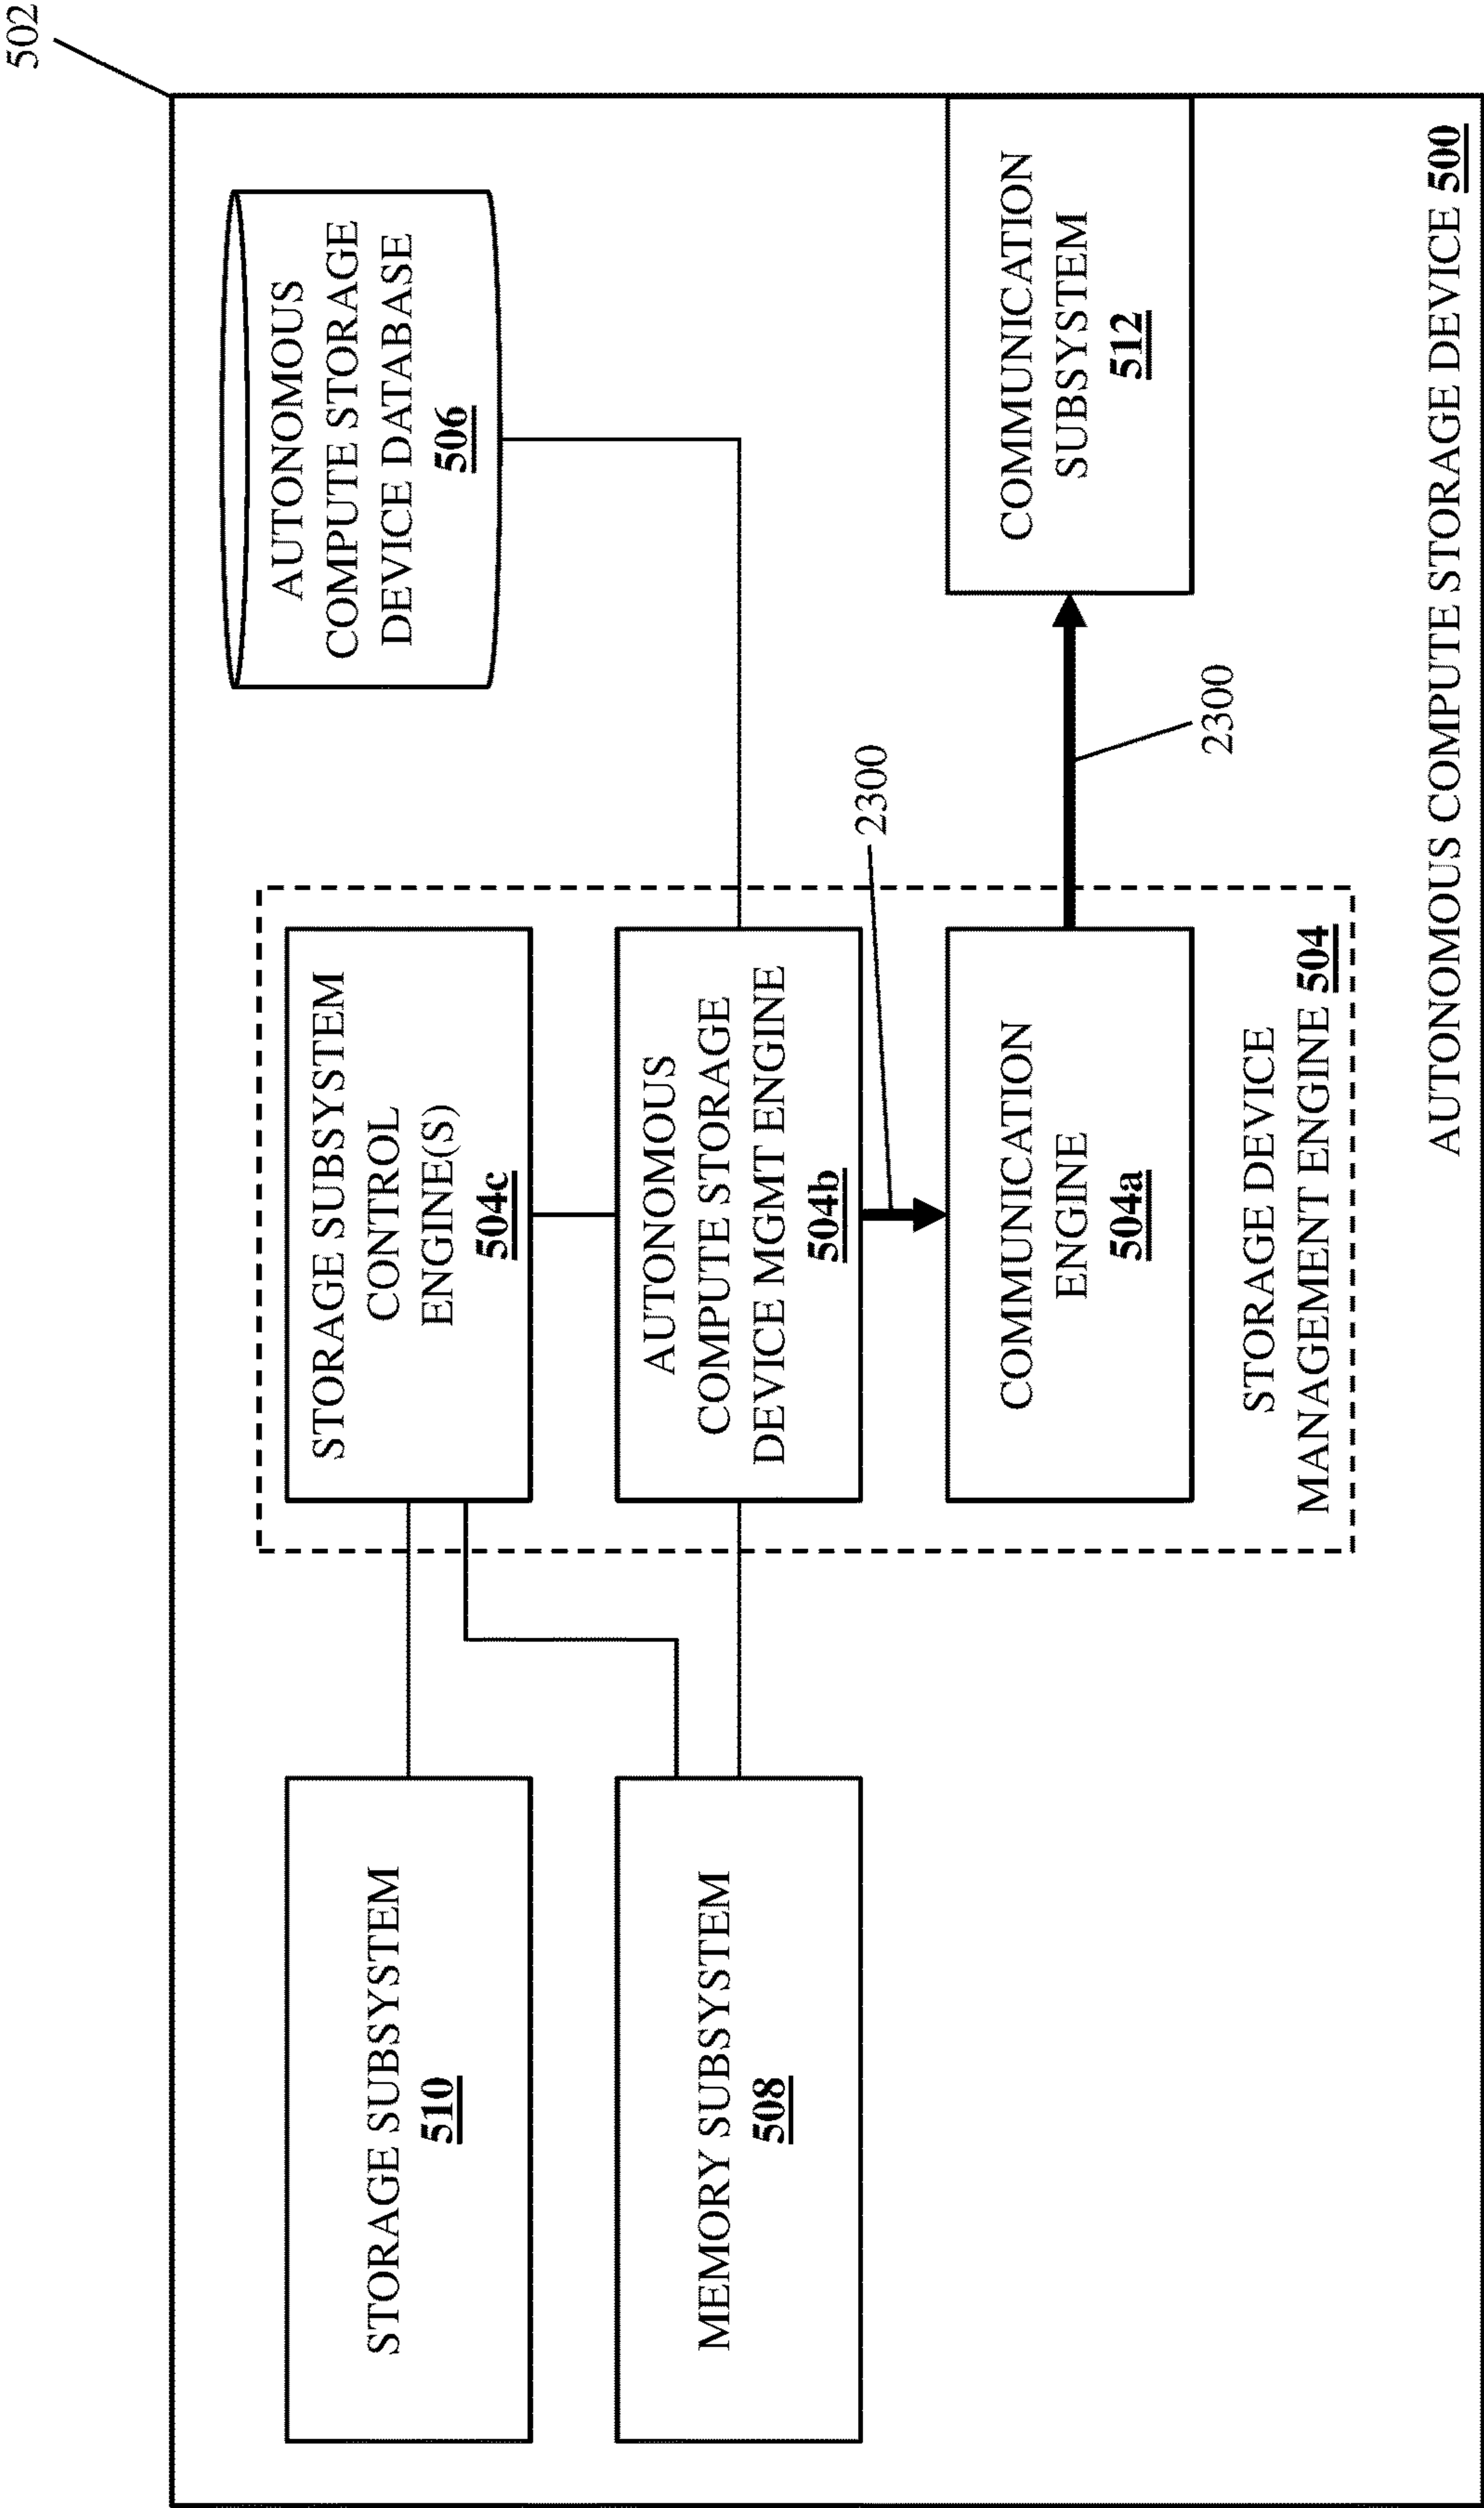 502
STORAGE SUBSYSTEM
510
STORAGE SUBSYSTEM
CONTROL
ENGINE(S)
504c
AUTONOMOUS
COMPUTE STORAGE
DEVICE DATABASE
506
MEMORY SUBSYSTEM
508
AUTONOMOUS
COMPUTE STORAGE
DEVICE MGMT ENGINE
504b
2300
COMMUNICATION
ENGINE
504a
2300
COMMUNICATION
SUBSYSTEM
512
STORAGE DEVICE
MANAGEMENT ENGINE 504
AUTONOMOUS COMPUTE STORAGE DEVICE 500